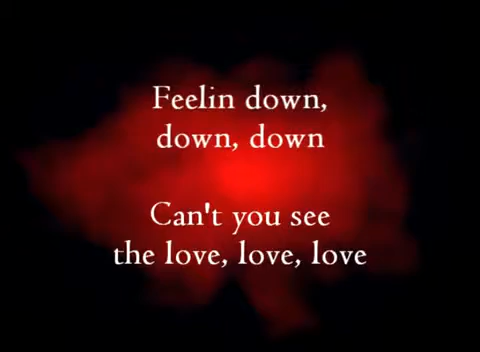 Feelin down,
down, down
Can't you see
the love, love, love